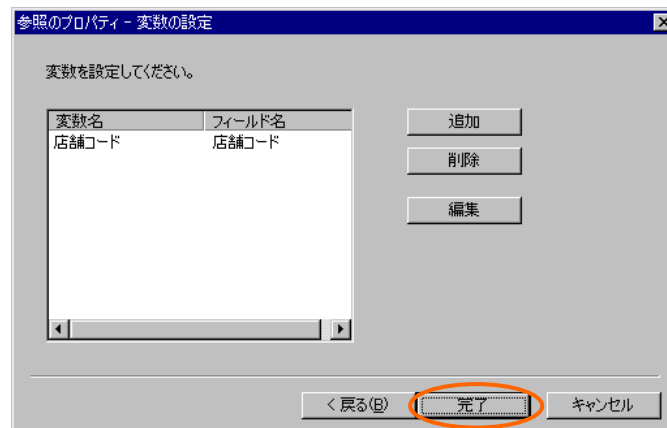 参照のプロパティ - 変数の設定
変数を設定してください。
変数名 フィールド名
店舗コード 店舗コード
追加
削除
編集
< 戻る(B)
完了
キャンセル